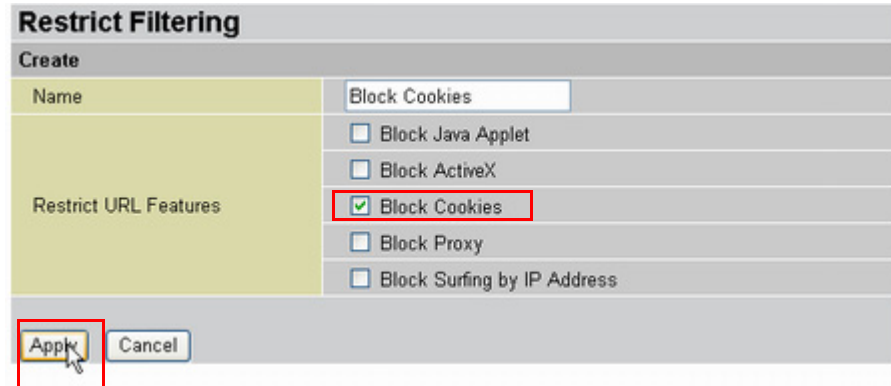 Restrict Filtering
Create
Name
Block Cookies
Restrict URL Features
Block Java Applet
Block ActiveX
Block Cookies
Block Proxy
Block Surfing by IP Address
Apply
Cancel